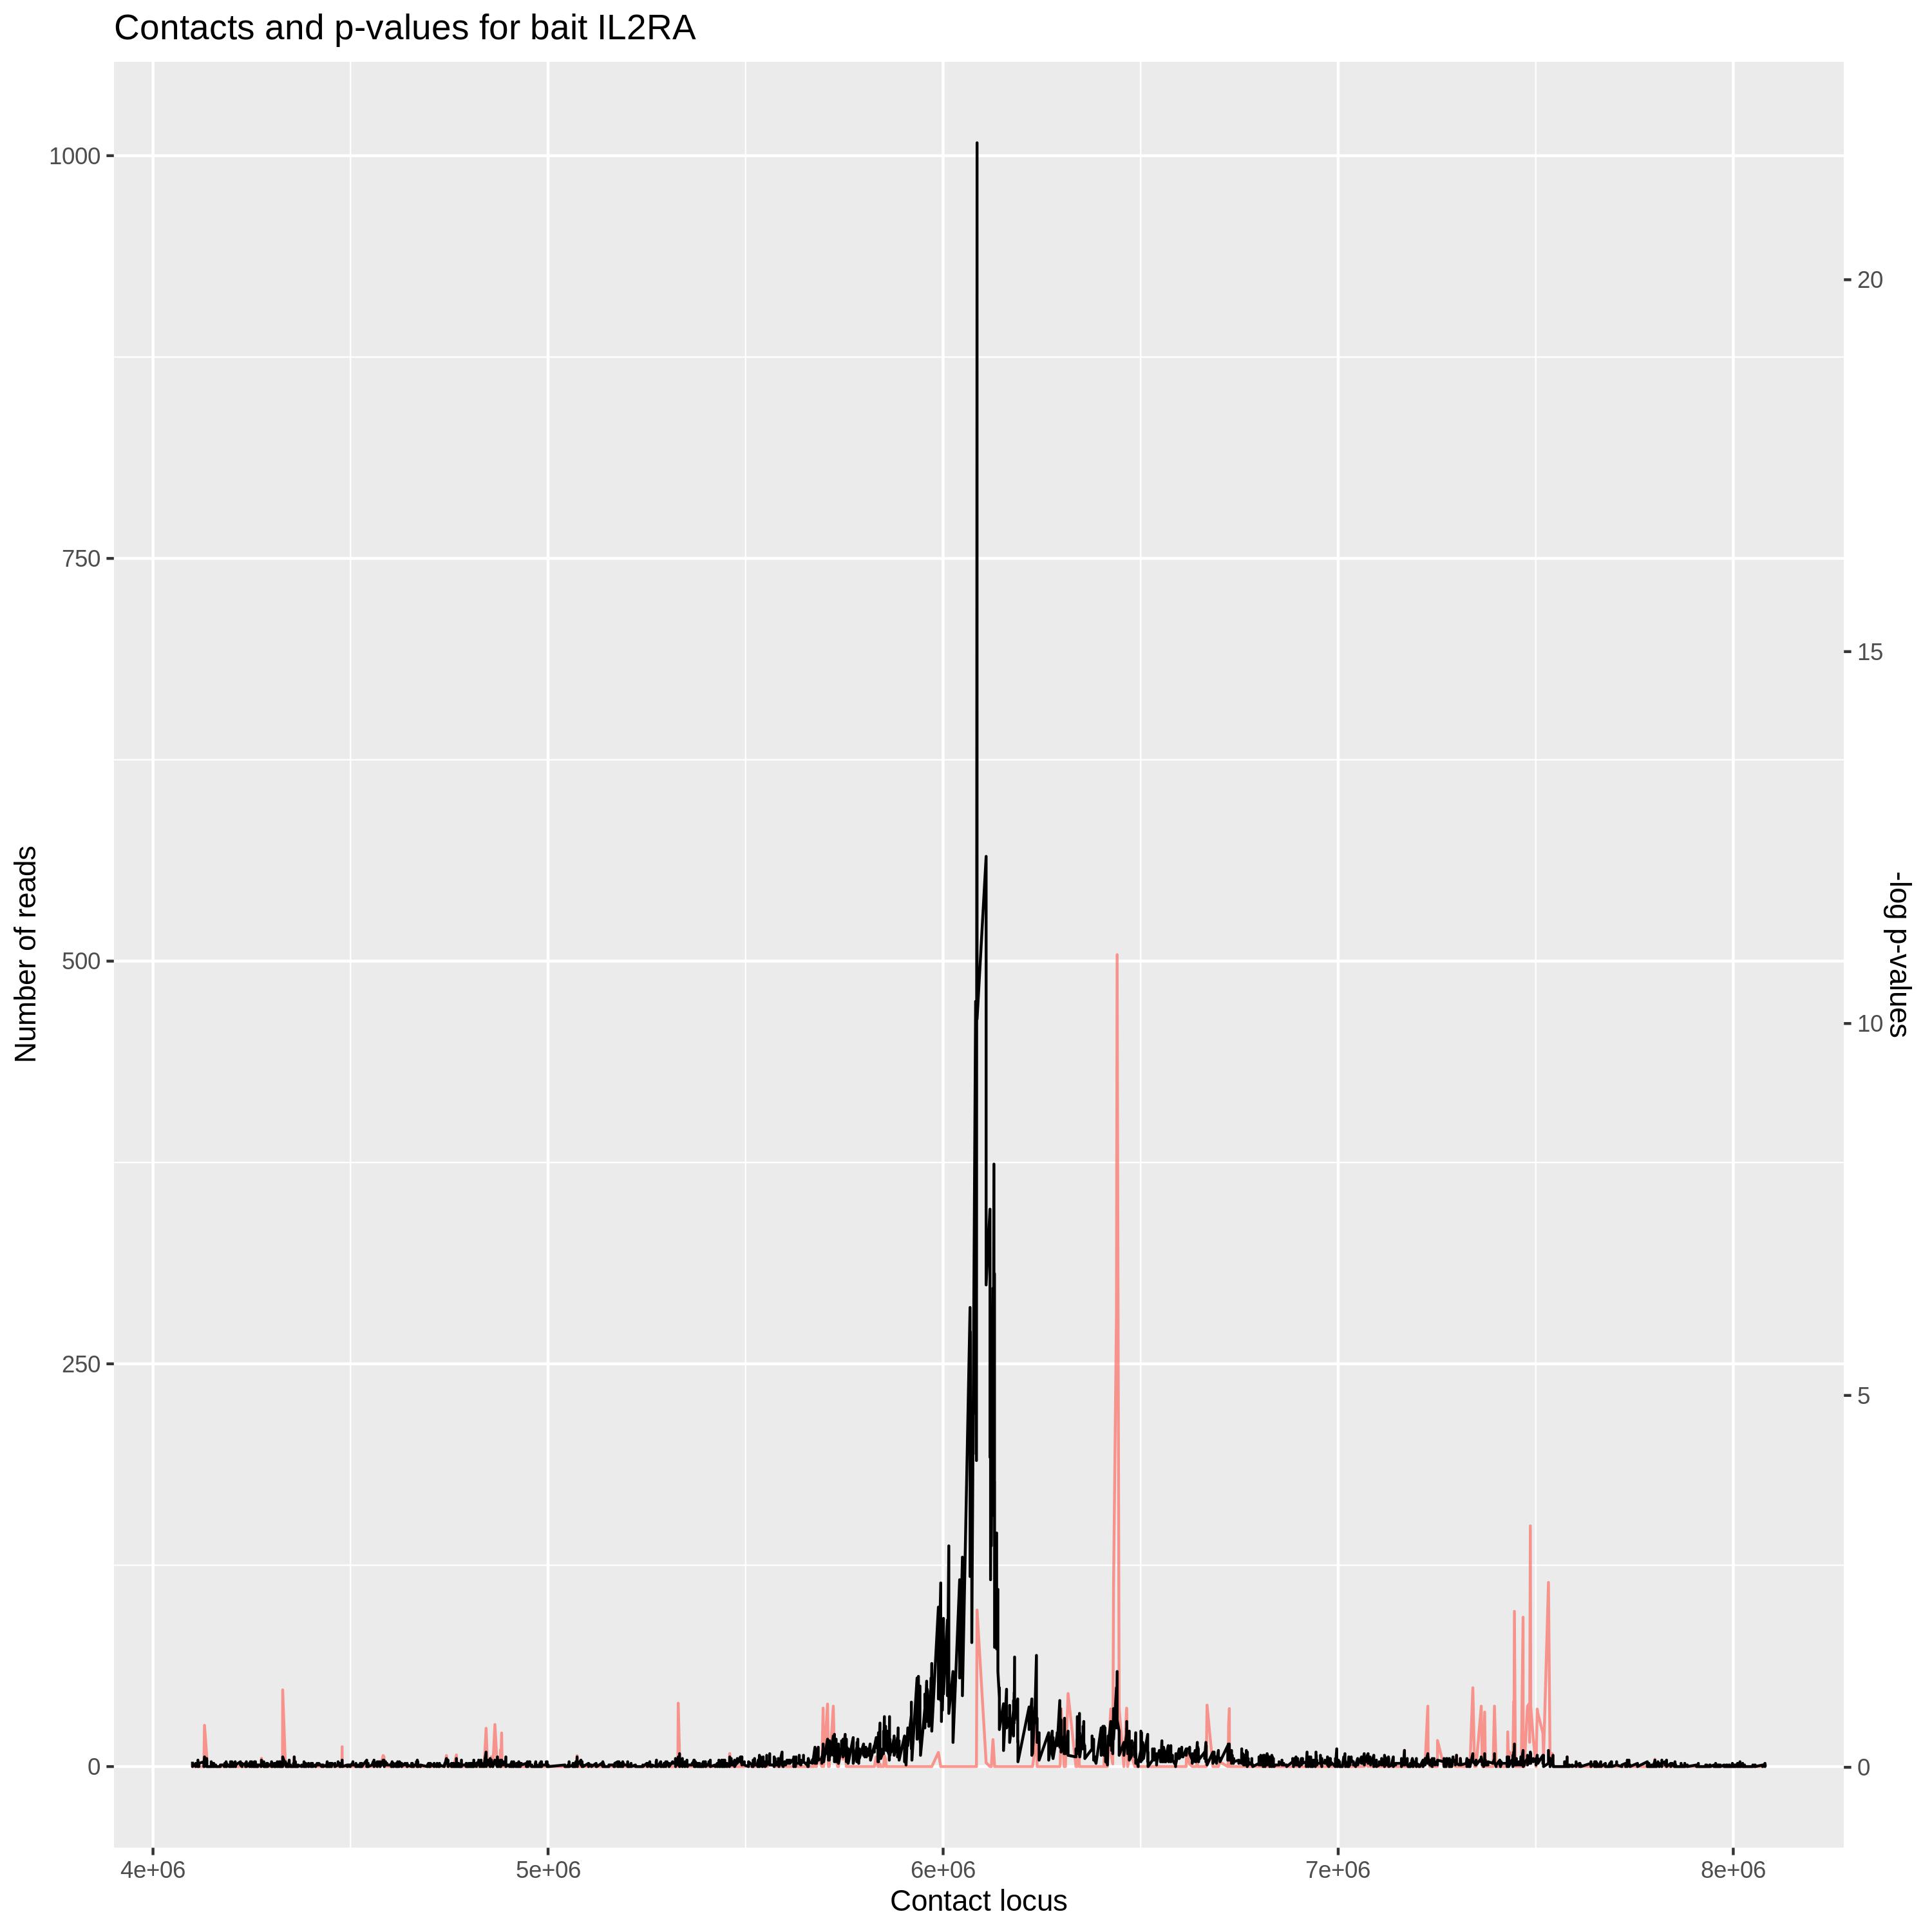 Contacts and p-values for bait IL2RA
1000
750
500
250
0
Number of reads
20
15
10
5
0
-log p-values
4e+06 5e+06 6e+06 7e+06 8e+06
Contact locus